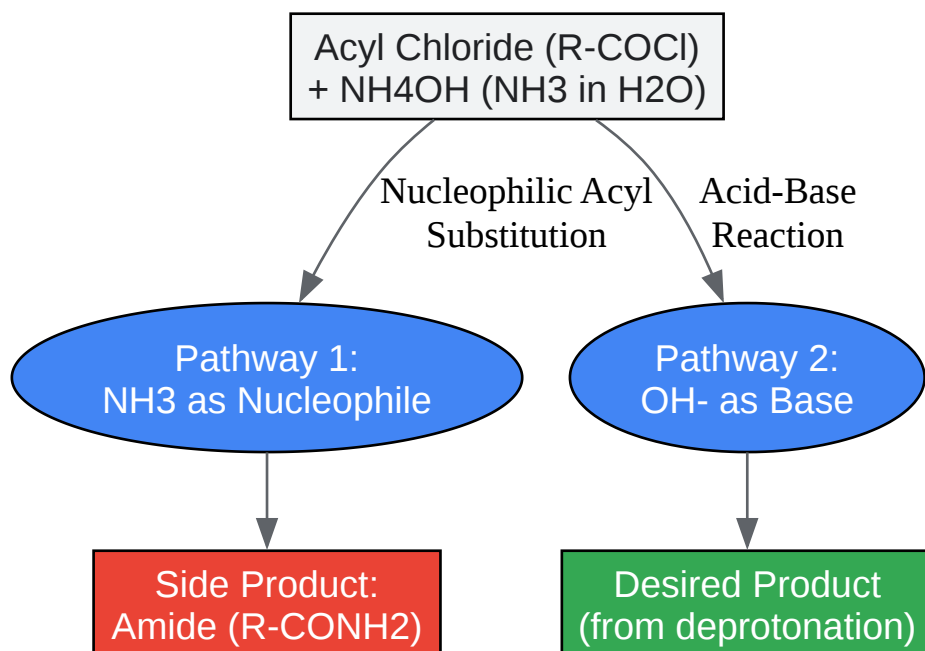 Acyl Chloride (R-COCl)
+ NH4OH (NH3 in H2O)
Nucleophilic Acyl
Substitution
Acid-Base
Reaction
Pathway 1:
NH3 as Nucleophile
Pathway 2:
OH- as Base
Side Product:
Amide (R-CONH2)
Desired Product
(from deprotonation)